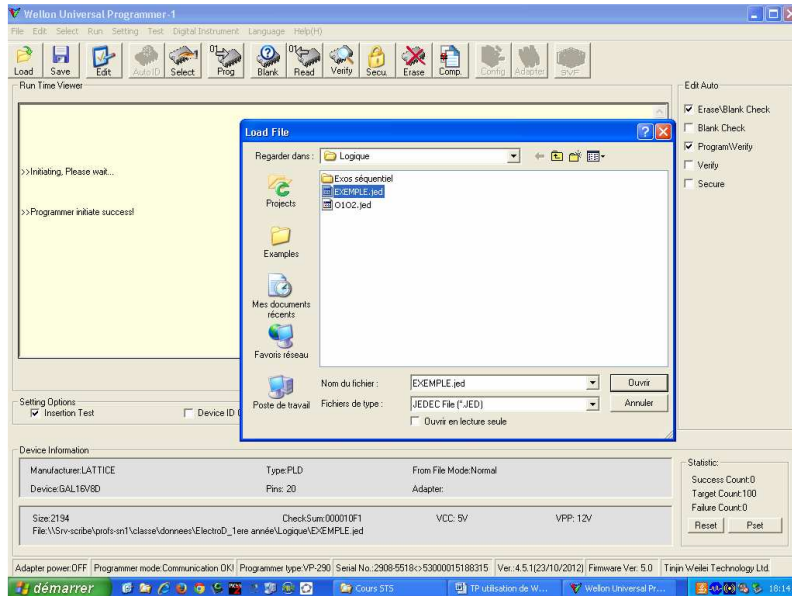 Wellon Universal Programmer-1
File Edit Select Run Setting Test Digital Instrument Language Help(H)
Load Save Edit Auto ID Select Prog Blank Read Verify Secu. Erase Comp. Config Adapter SVF
Run Time Viewer
>>Initiating, Please wait...
>>Programmer initiate success!
Edit Auto
Erase\Blank Check
Blank Check
Program\Verify
Verify
Secure
Load File
Regarder dans : Logique
Projects
Examples
Mes documents
récents
Favoris réseau
Poste de travail
Exos séquentiel
EXEMPLE.jed
O1O2.jed
Nom du fichier : EXEMPLE.jed Ouvrir
Fichiers de type : JEDEC File (*.JED) Annuler
Ouvrir en lecture seule
Setting Options
Insertion Test Device ID
Device Information
Manufacturer:LATTICE Type:PLD From File Mode:Normal
Device:GAL16V8D Pins: 20 Adapter:
Size:2194 CheckSum:000010F1 VCC: 5V VPP: 12V
File:\\Srv-scribe\profs-sn1\classe\donnees\ElectroD_1ere année\Logique\EXEMPLE.jed
Statistic:
Success Count:0
Target Count:100
Failure Count:0
Reset Pset
Adapter power:OFF Programmer mode:Communication OK! Programmer type:VP-290 Serial No.:2908-5518<>53000015188315 Ver.:4.5.1(23/10/2012) Firmware Ver. 5.0 Tinjin Weilei Technology Ltd.
démarrer Cours STS TP utilisation de W... Wellon Universal Pr... 18:14